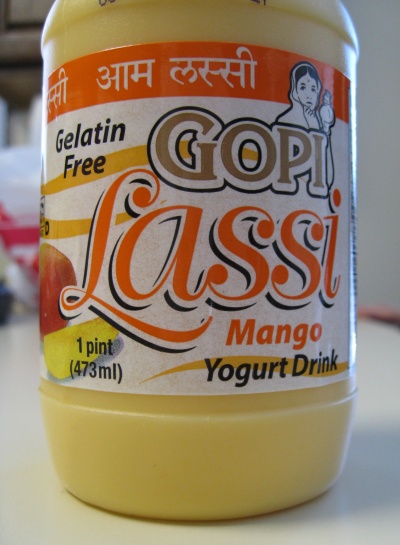 स्सी आम लस्सी
Gelatin
Free
GOPI
Lassi
Mango
Yogurt Drink
1 pint
(473ml)